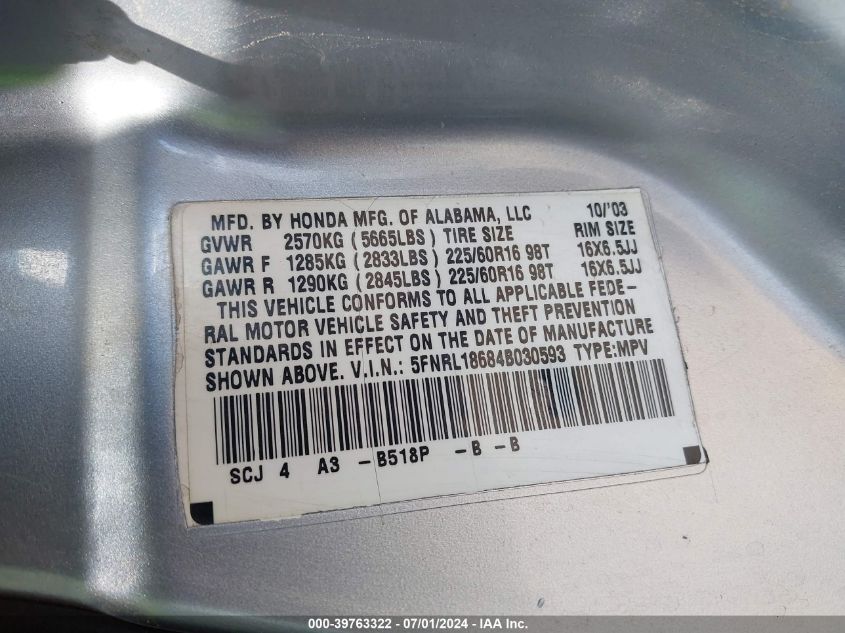 MFD. BY HONDA MFG. OF ALABAMA, LLC 10/'03
GVWR 2570KG (5665LBS) TIRE SIZE RIM SIZE
GAWR F 1285KG (2833LBS) 225/60R16 98T 16X6.5JJ
GAWR R 1290KG (2845LBS) 225/60R16 98T 16X6.5JJ
THIS VEHICLE CONFORMS TO ALL APPLICABLE FEDE-
RAL MOTOR VEHICLE SAFETY AND THEFT PREVENTION
STANDARDS IN EFFECT ON THE DATE OF MANUFACTURE
SHOWN ABOVE. V.I.N.: 5FNRL18684B030593 TYPE:MPV
SCJ 4 A3 -B518P -B -B
000-39763322 - 07/01/2024 - IAA Inc.